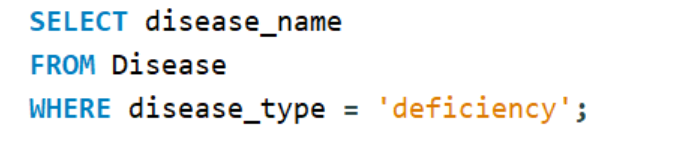 SELECT disease_name
FROM Disease
WHERE disease_type = 'deficiency';